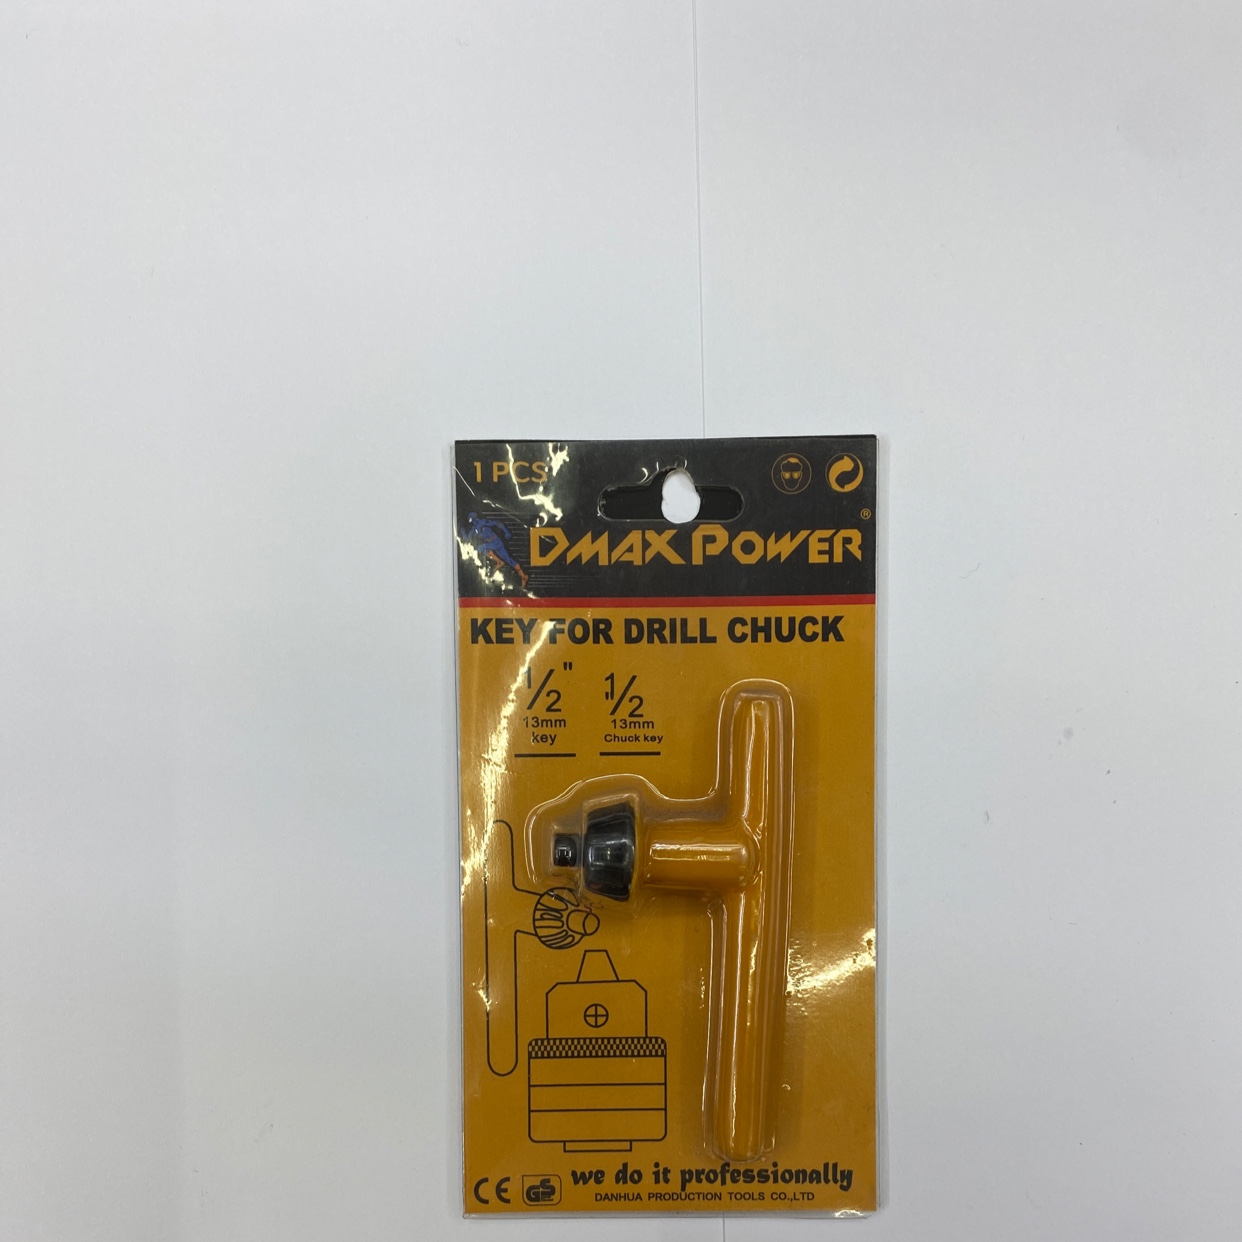 1 PCS
DMAX POWER®
KEY FOR DRILL CHUCK
1/2" 1/2
13mm 13mm
key Chuck key
we do it professionally
CE GS DANHUA PRODUCTION TOOLS CO.,LTD